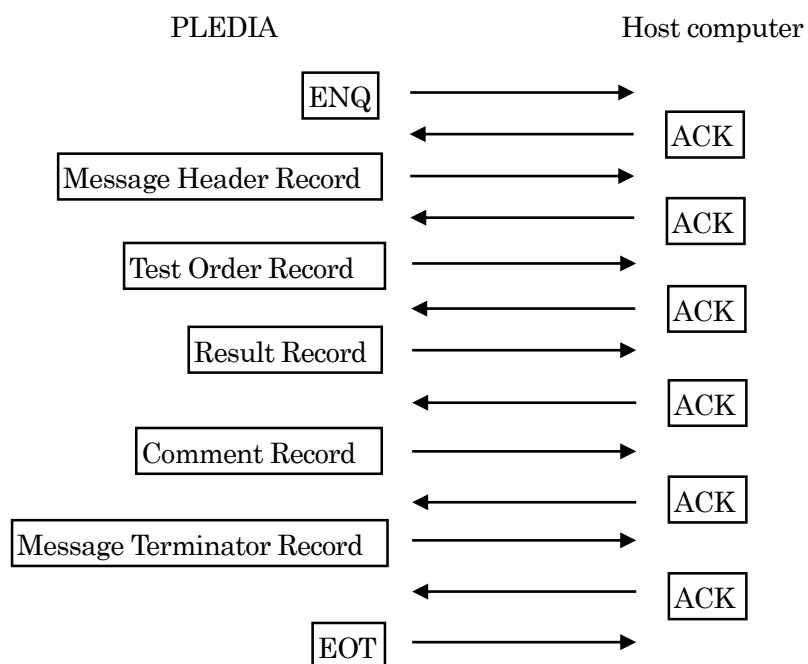 PLEDIA Host computer
ENQ
ACK
Message Header Record
ACK
Test Order Record
ACK
Result Record
ACK
Comment Record
ACK
Message Terminator Record
ACK
EOT